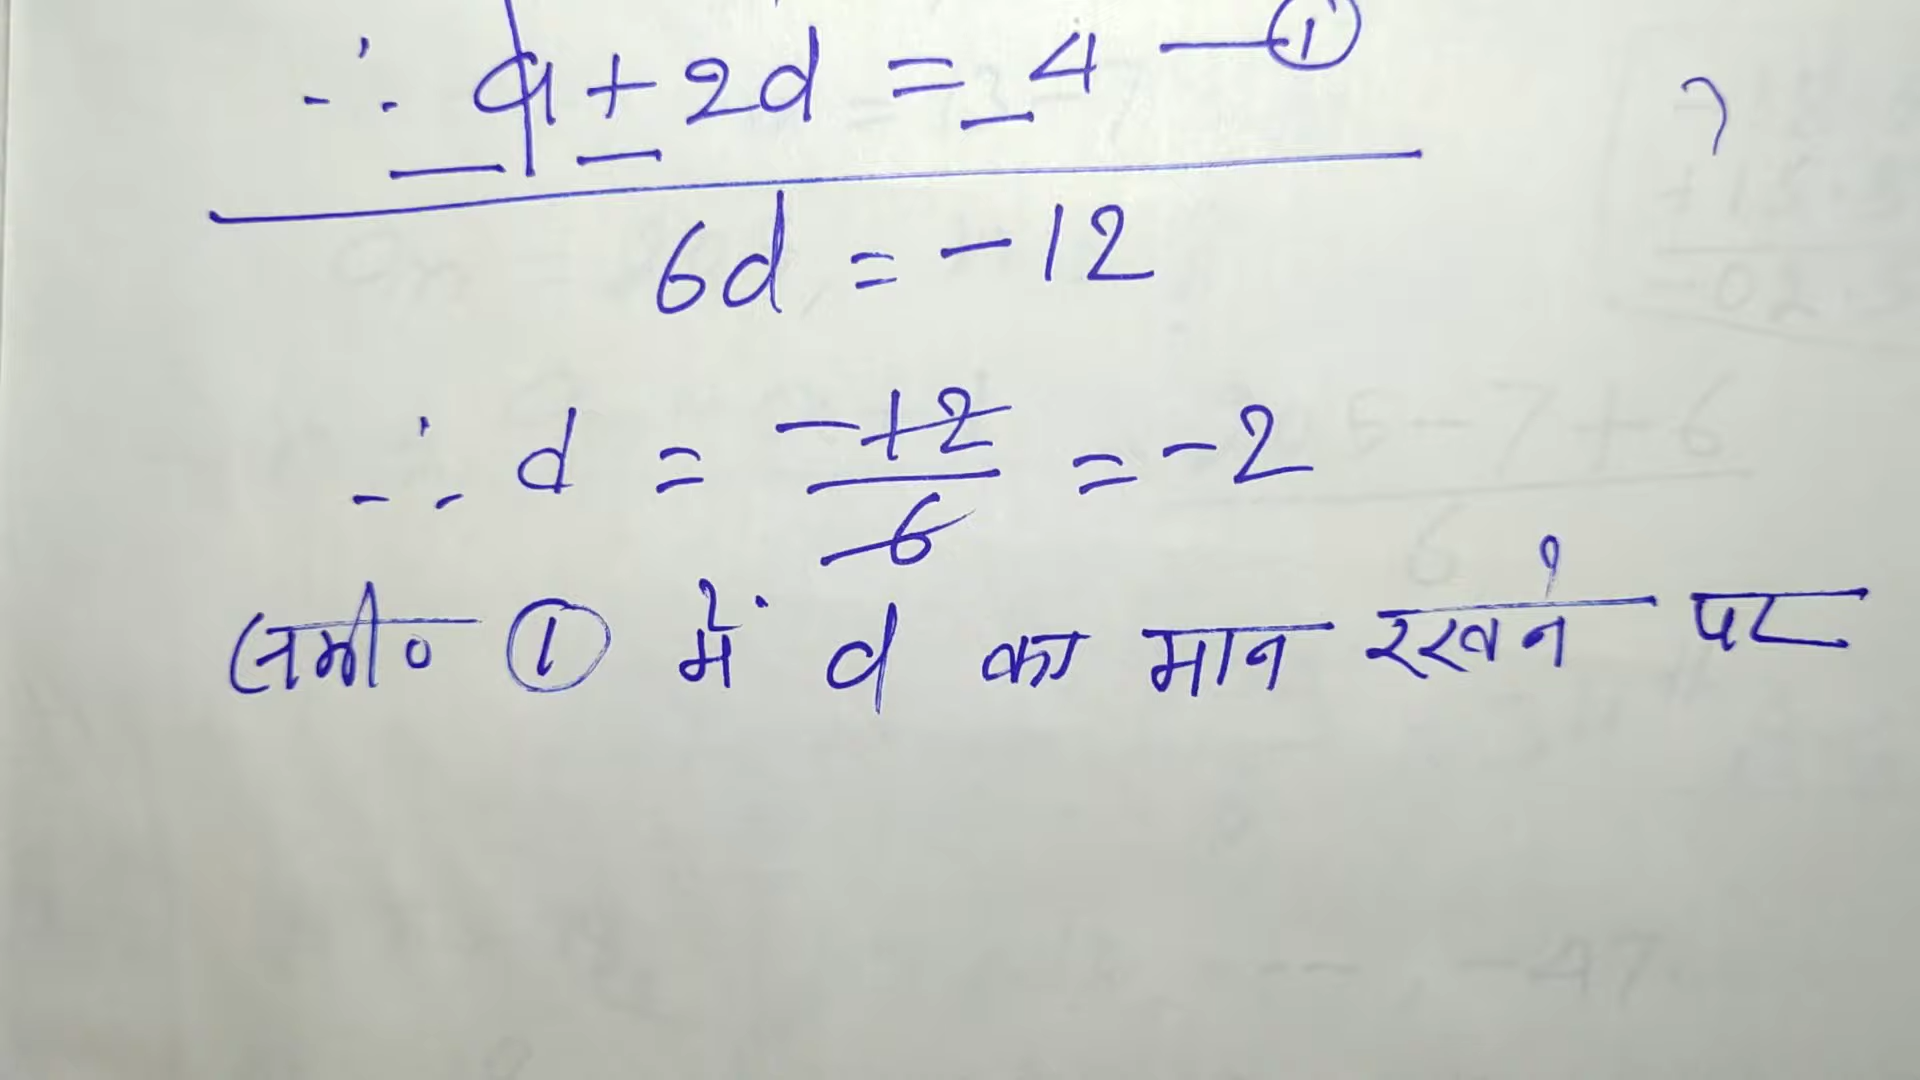 ∴ a + 2d = 4 — ①
6d = -12
∴ d = -12/6 = -2
समी० ① में d का मान रखने पर